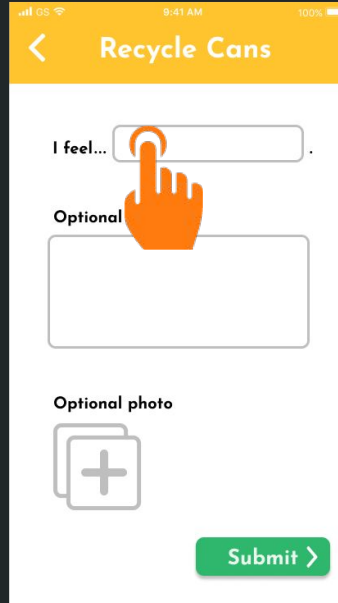 GS 9:41 AM 100%
Recycle Cans
I feel... .
Optional
Optional photo
Submit